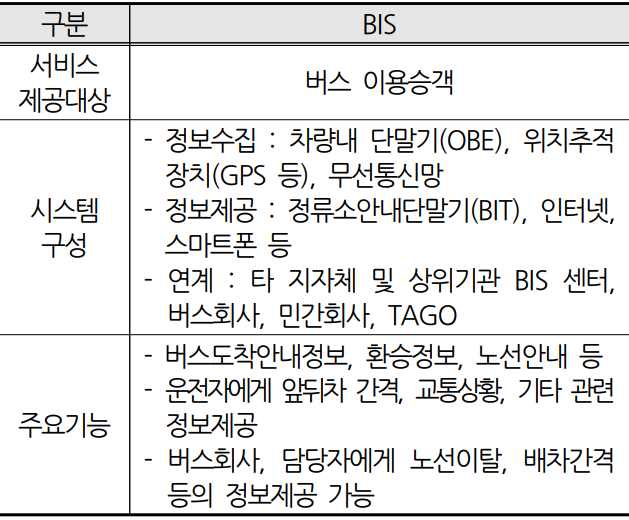 구분 BIS
서비스
제공대상
버스 이용승객
시스템
구성
- 정보수집 : 차량내 단말기(OBE), 위치추적
장치(GPS 등), 무선통신망
- 정보제공 : 정류소안내단말기(BIT), 인터넷,
스마트폰 등
- 연계 : 타 지자체 및 상위기관 BIS 센터,
버스회사, 민간회사, TAGO
주요기능
- 버스도착안내정보, 환승정보, 노선안내 등
- 운전자에게 앞뒤차 간격, 교통상황, 기타 관련
정보제공
- 버스회사, 담당자에게 노선이탈, 배차간격
등의 정보제공 가능